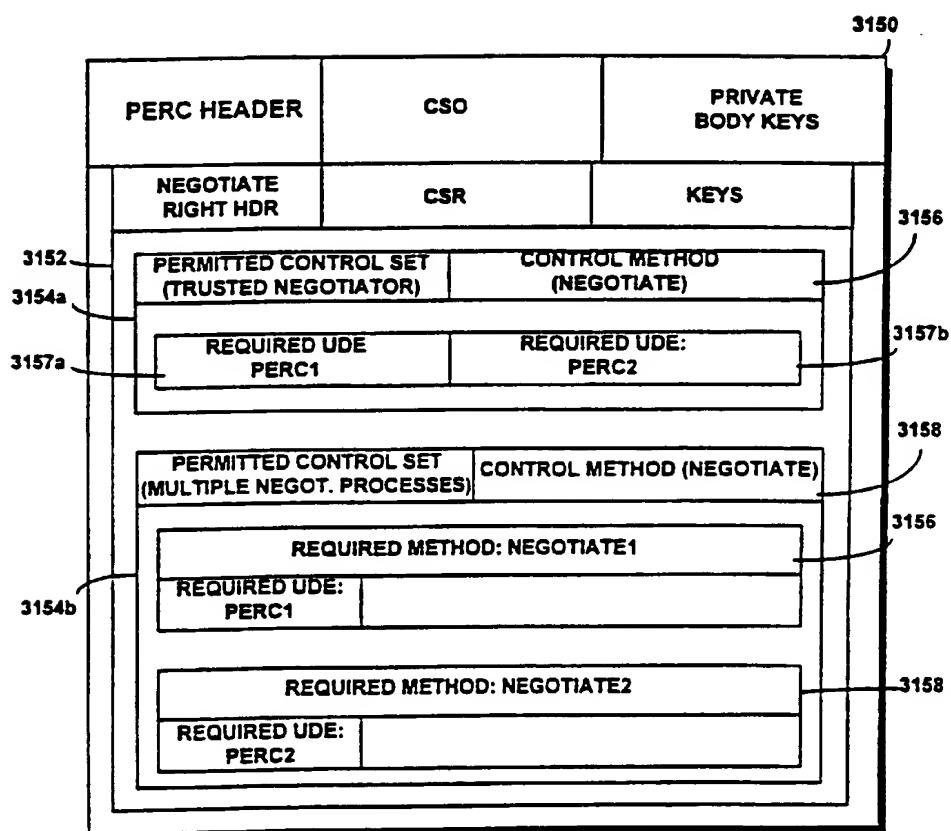 3150
PERC HEADER
CSO
PRIVATE
BODY KEYS
NEGOTIATE
RIGHT HDR
CSR
KEYS
3152
3154a
3156
PERMITTED CONTROL SET
(TRUSTED NEGOTIATOR)
CONTROL METHOD
(NEGOTIATE)
3157a
REQUIRED UDE
PERC1
REQUIRED UDE:
PERC2
3157b
3158
PERMITTED CONTROL SET
(MULTIPLE NEGOT. PROCESSES)
CONTROL METHOD (NEGOTIATE)
3156
REQUIRED METHOD: NEGOTIATE1
3154b
REQUIRED UDE:
PERC1
REQUIRED METHOD: NEGOTIATE2
3158
REQUIRED UDE:
PERC2